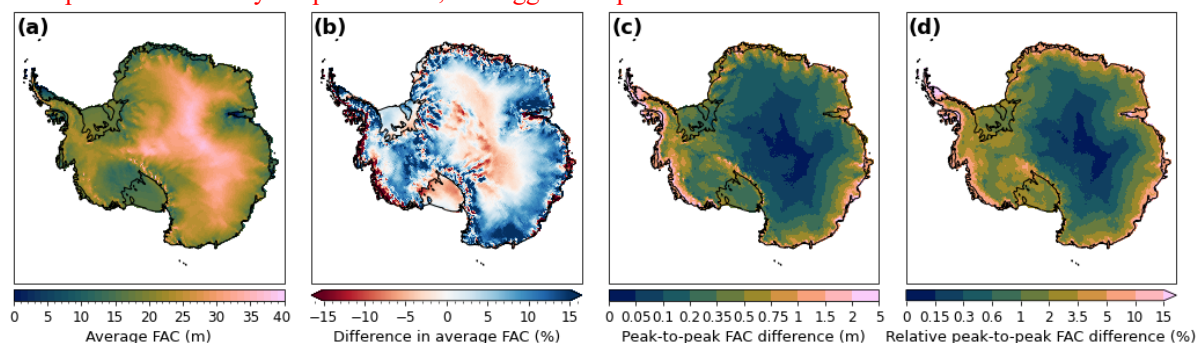 (a) (b) (c) (d)
0 5 10 15 20 25 30 35 40
Average FAC (m)
−15 −10 −5 0 5 10 15
Difference in average FAC (%)
0 0.05 0.1 0.2 0.35 0.5 0.75 1 1.5 2 5
Peak-to-peak FAC difference (m)
0 0.15 0.3 0.6 1 2 3.5 5 10 15
Relative peak-to-peak FAC difference (%)